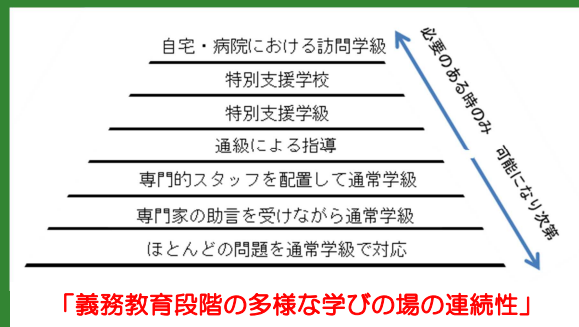 自宅・病院における訪問学級
特別支援学校
特別支援学級
通級による指導
専門的スタッフを配置して通常学級
専門家の助言を受けながら通常学級
ほとんどの問題を通常学級で対応
必要のある時のみ 可能になり次第
「義務教育段階の多様な学びの場の連続性」